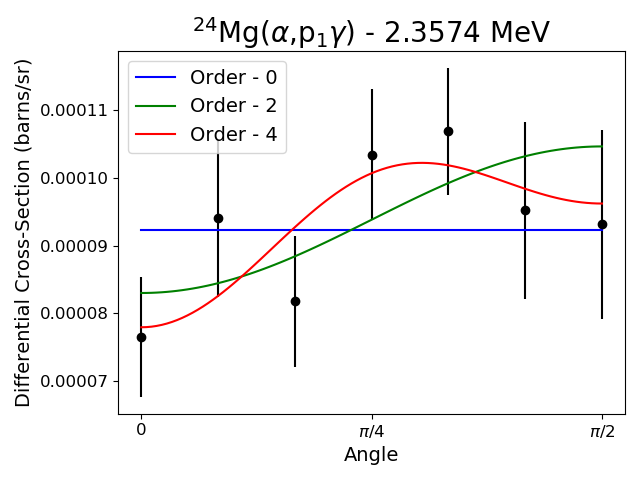 ²⁴Mg(α,p₁γ) - 2.3574 MeV
Differential Cross-Section (barns/sr)
Order - 0
Order - 2
Order - 4
0.00011
0.00010
0.00009
0.00008
0.00007
0
π/4
π/2
Angle